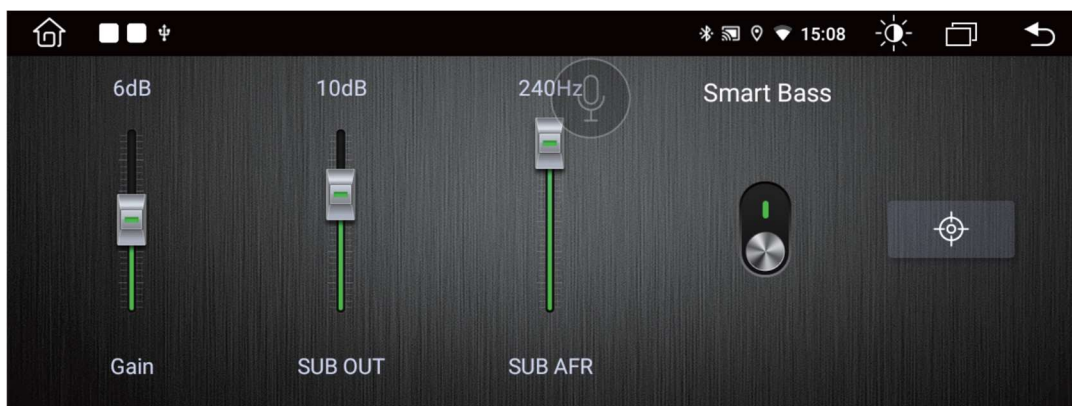 15:08
6dB
10dB
240Hz
Smart Bass
Gain
SUB OUT
SUB AFR